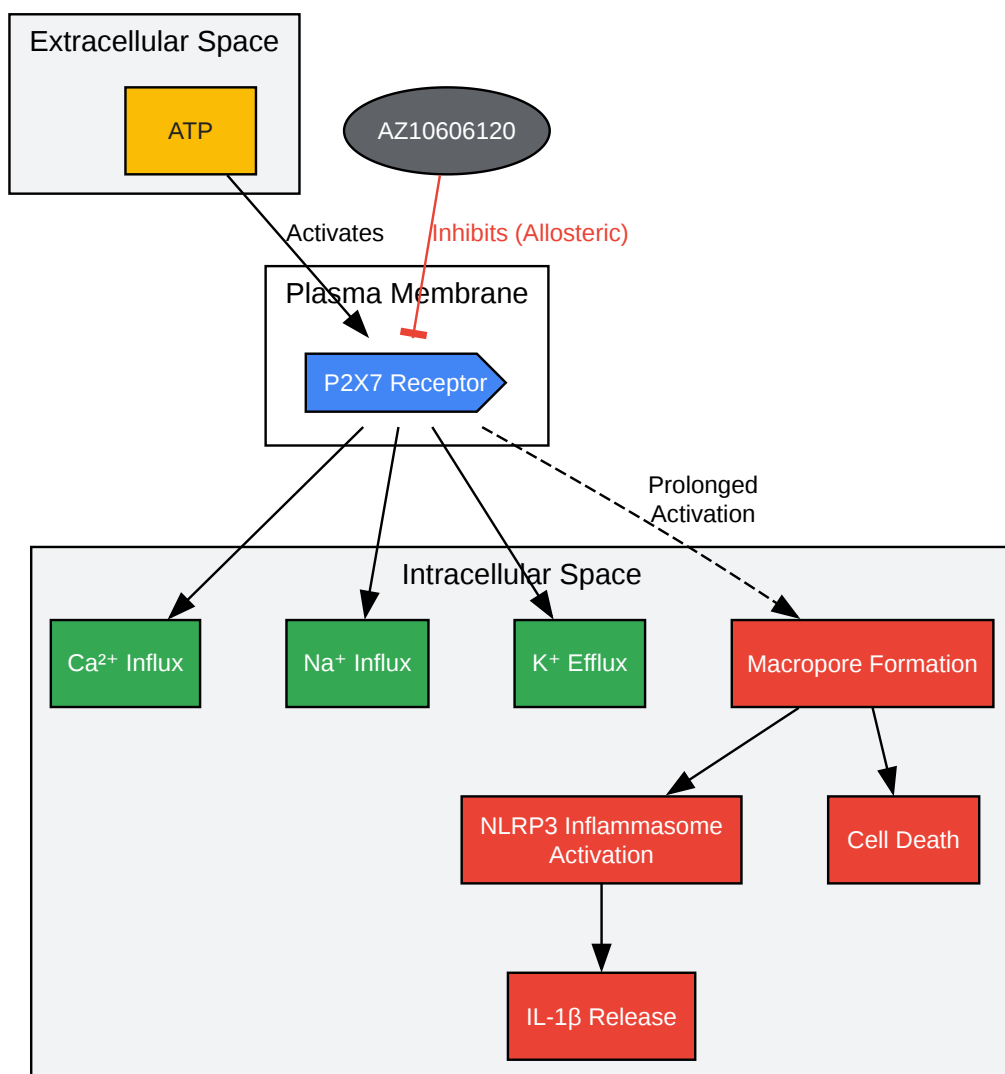 Extracellular Space
ATP
AZ10606120
Activates
Inhibits (Allosteric)
Plasma Membrane
P2X7 Receptor
Prolonged
Activation
Intracellular Space
Ca²⁺ Influx
Na⁺ Influx
K⁺ Efflux
Macropore Formation
NLRP3 Inflammasome
Activation
Cell Death
IL-1β Release